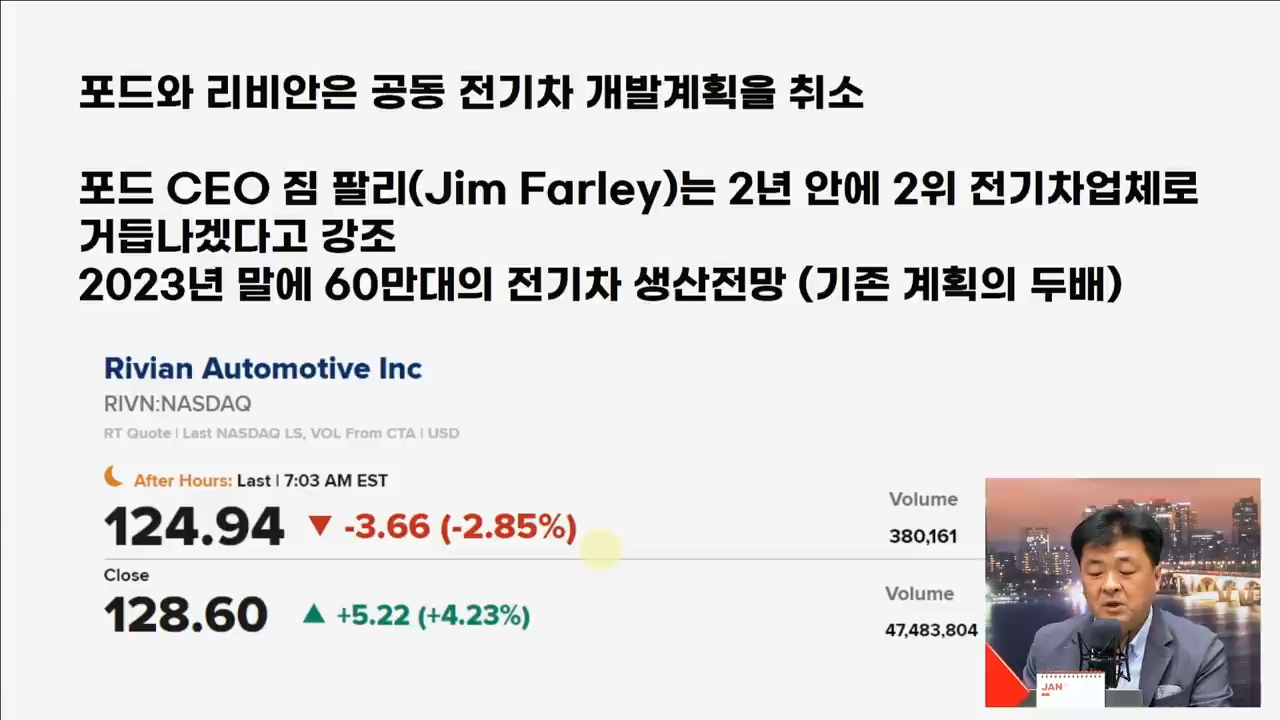 포드와 리비안은 공동 전기차 개발계획을 취소
포드 CEO 짐 팔리(Jim Farley)는 2년 안에 2위 전기차업체로
거듭나겠다고 강조
2023년 말에 60만대의 전기차 생산전망 (기존 계획의 두배)
Rivian Automotive Inc
RIVN:NASDAQ
RT Quote | Last NASDAQ LS, VOL From CTA | USD
After Hours: Last | 7:03 AM EST
124.94 ▼ -3.66 (-2.85%)
Volume
380,161
Close
128.60 ▲ +5.22 (+4.23%)
Volume
47,483,804
JAN